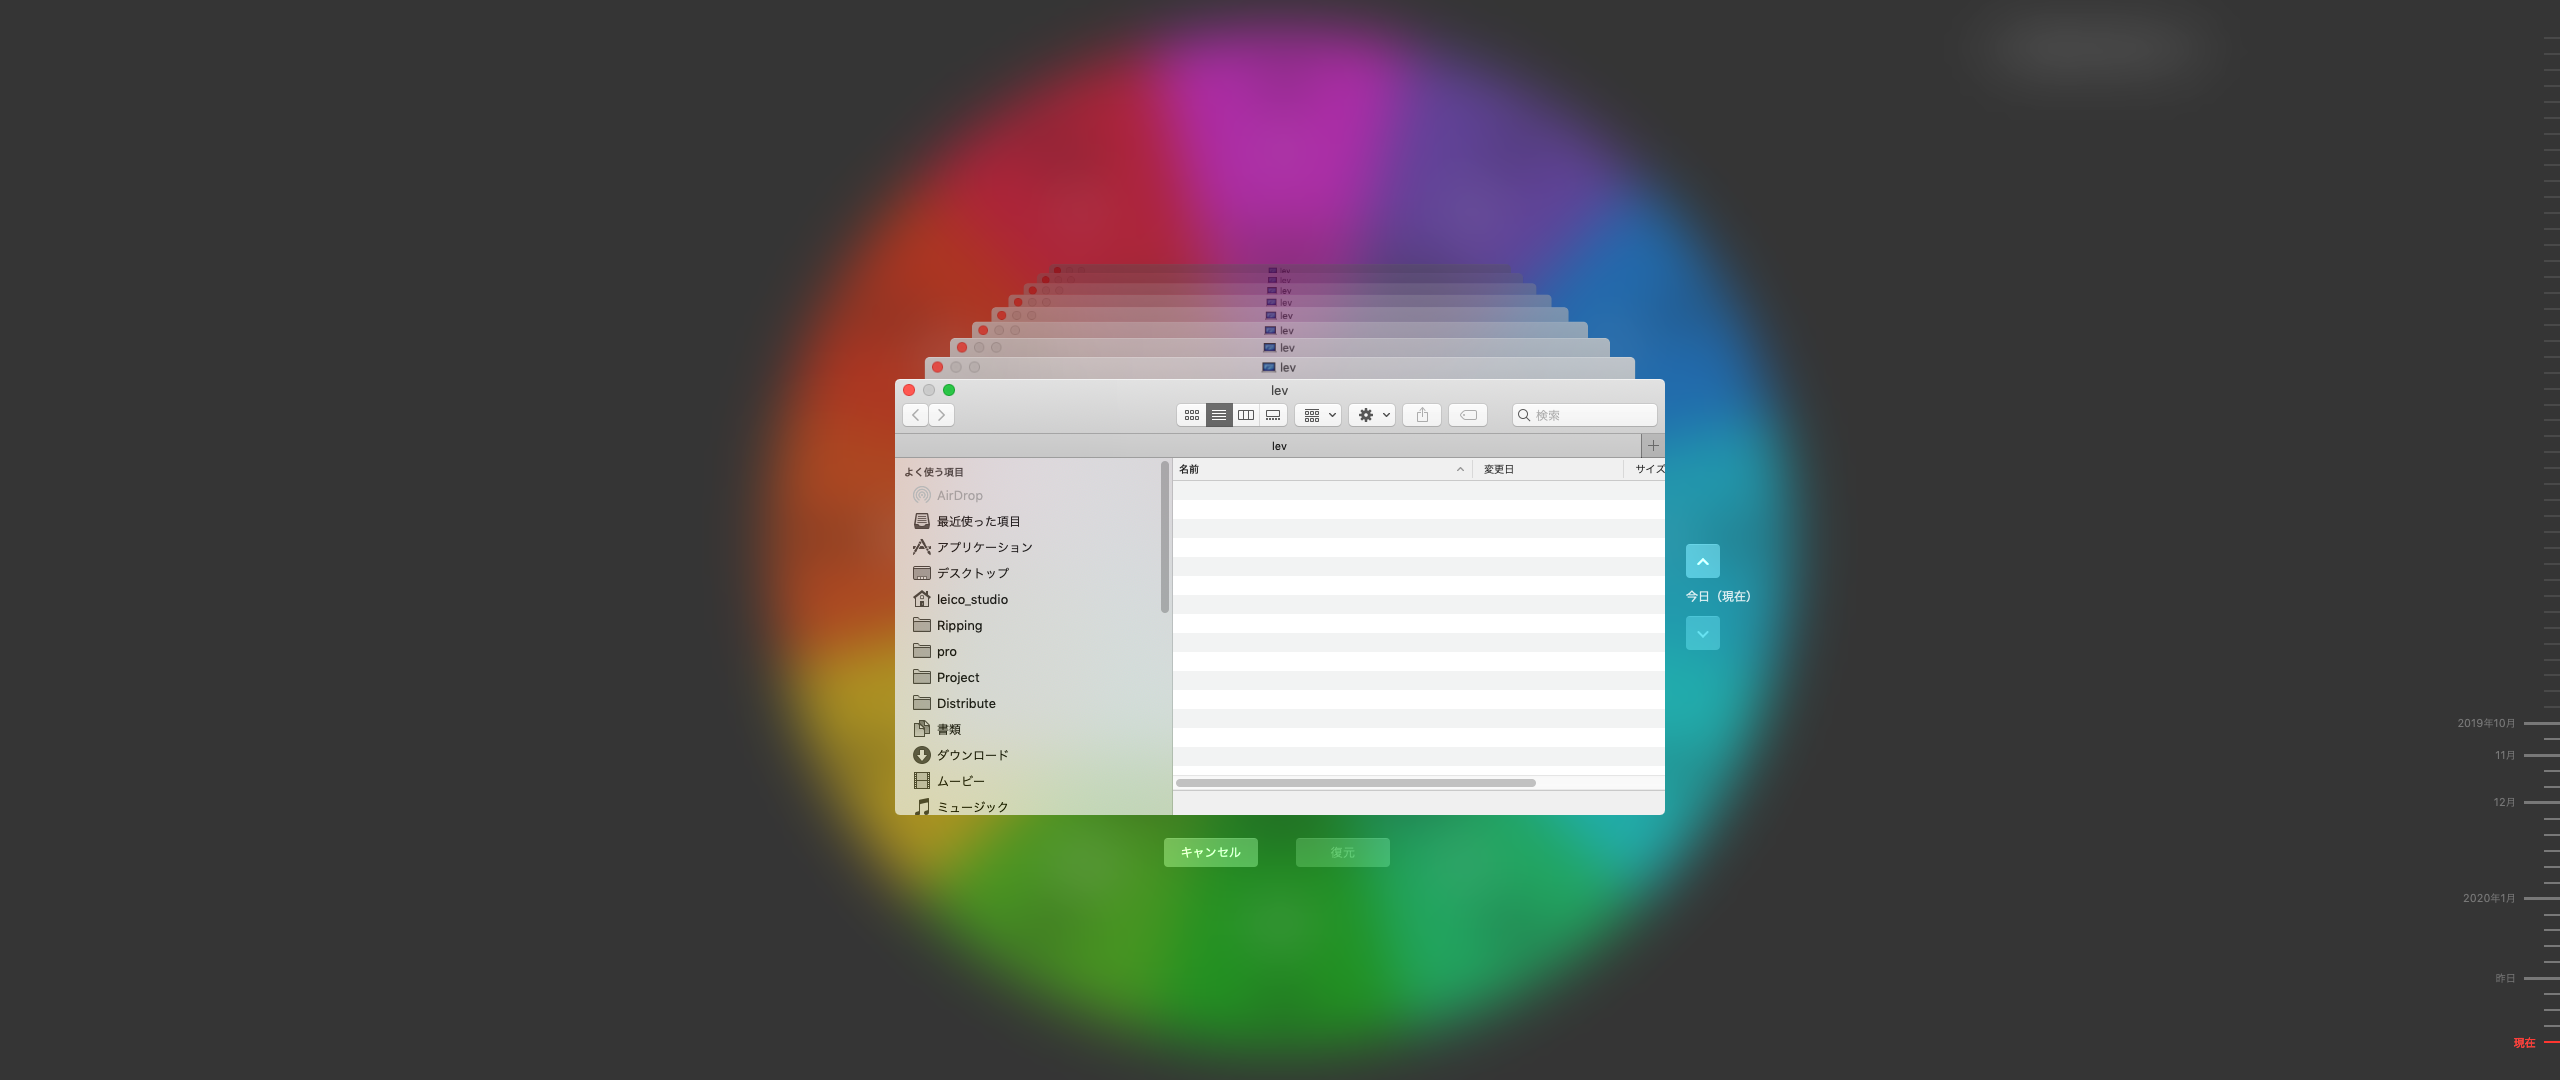 lev
lev
lev
lev
lev
lev
lev
lev
lev
検索
lev
よく使う項目
名前
変更日
サイズ
AirDrop
最近使った項目
アプリケーション
デスクトップ
leico_studio
Ripping
pro
Project
Distribute
書類
ダウンロード
ムービー
ミュージック
今日（現在）
キャンセル
復元
2019年10月
11月
12月
2020年1月
昨日
現在